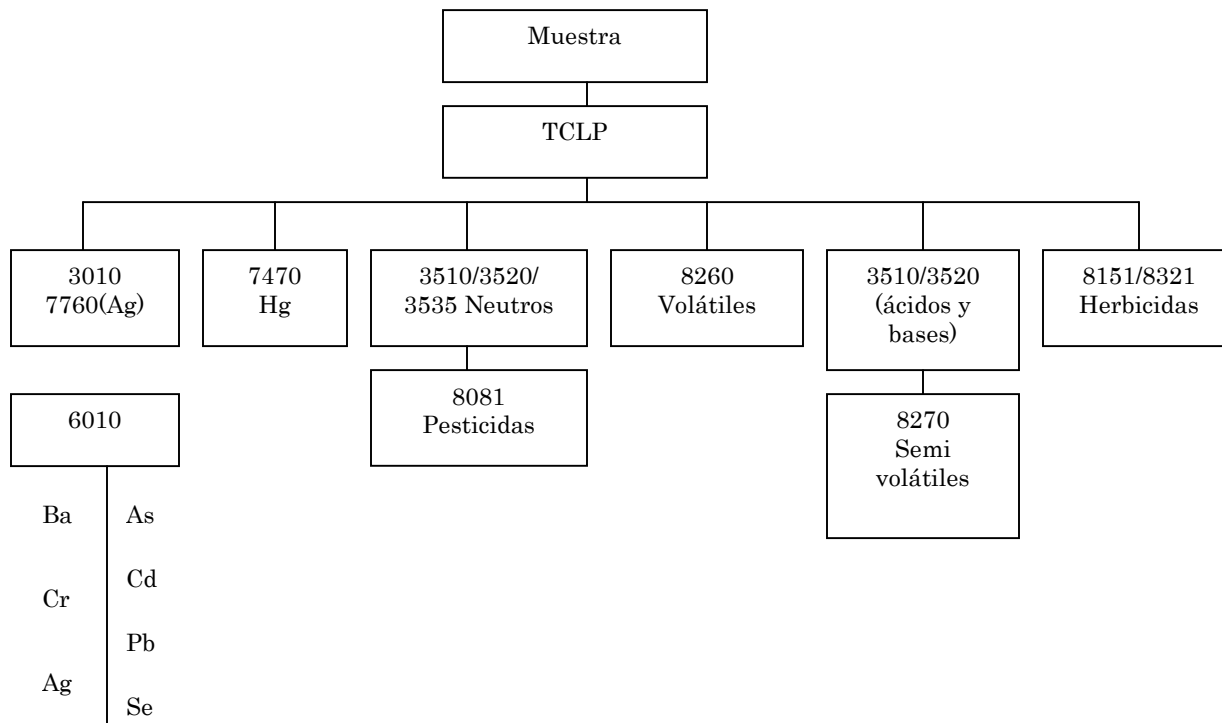 Muestra
TCLP
3010
7760(Ag)
7470
Hg
3510/3520/
3535 Neutros
8260
Volátiles
3510/3520
(ácidos y
bases)
8151/8321
Herbicidas
6010
8081
Pesticidas
8270
Semi
volátiles
Ba
As
Cd
Cr
Pb
Ag
Se